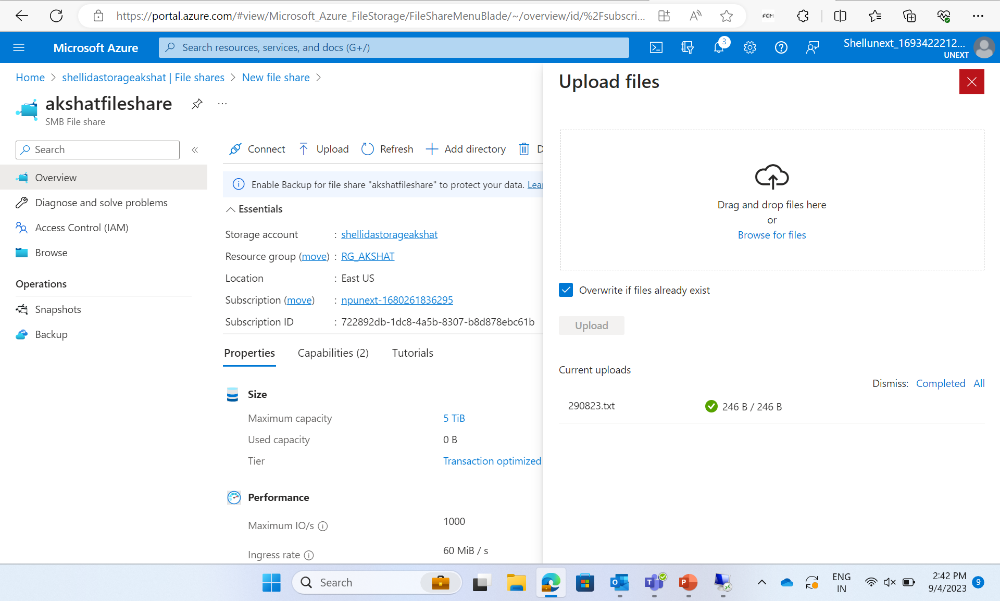 https://portal.azure.com/#view/Microsoft_Azure_FileStorage/FileShareMenuBlade/~/overview/id/%2Fsubscri...
FCM
Microsoft Azure
Search resources, services, and docs (G+/)
3
Shellunext_1693422212...
UNEXT
Home > shellidastorageakshat | File shares > New file share >
akshatfileshare
...
SMB File share
Search
«
Overview
Diagnose and solve problems
Access Control (IAM)
Browse
Operations
Snapshots
Backup
Connect
Upload
Refresh
Add directory
D
Enable Backup for file share "akshatfileshare" to protect your data. Lear
Essentials
Storage account : shellidastorageakshat
Resource group (move) : RG_AKSHAT
Location : East US
Subscription (move) : npunext-1680261836295
Subscription ID : 722892db-1dc8-4a5b-8307-b8d878ebc61b
Properties Capabilities (2) Tutorials
Size
Maximum capacity 5 TiB
Used capacity 0 B
Tier Transaction optimized
Performance
Maximum IO/s 1000
Ingress rate 60 MiB / s
Upload files
Drag and drop files here
or
Browse for files
Overwrite if files already exist
Upload
Current uploads
Dismiss: Completed All
290823.txt 246 B / 246 B
Search
ENG
IN
2:42 PM
9/4/2023
9